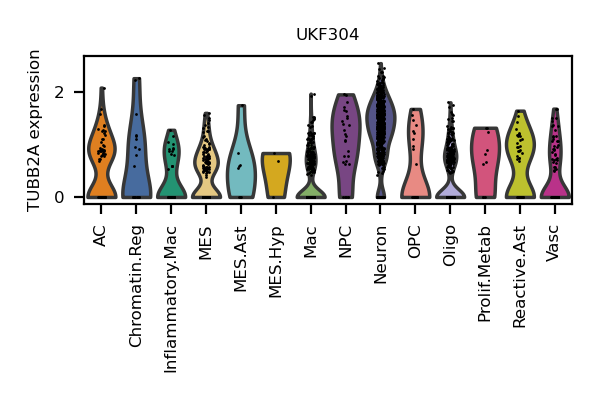 UKF304
TUBB2A expression
2
0
AC
Chromatin.Reg
Inflammatory.Mac
MES
MES.Ast
MES.Hyp
Mac
NPC
Neuron
OPC
Oligo
Prolif.Metab
Reactive.Ast
Vasc